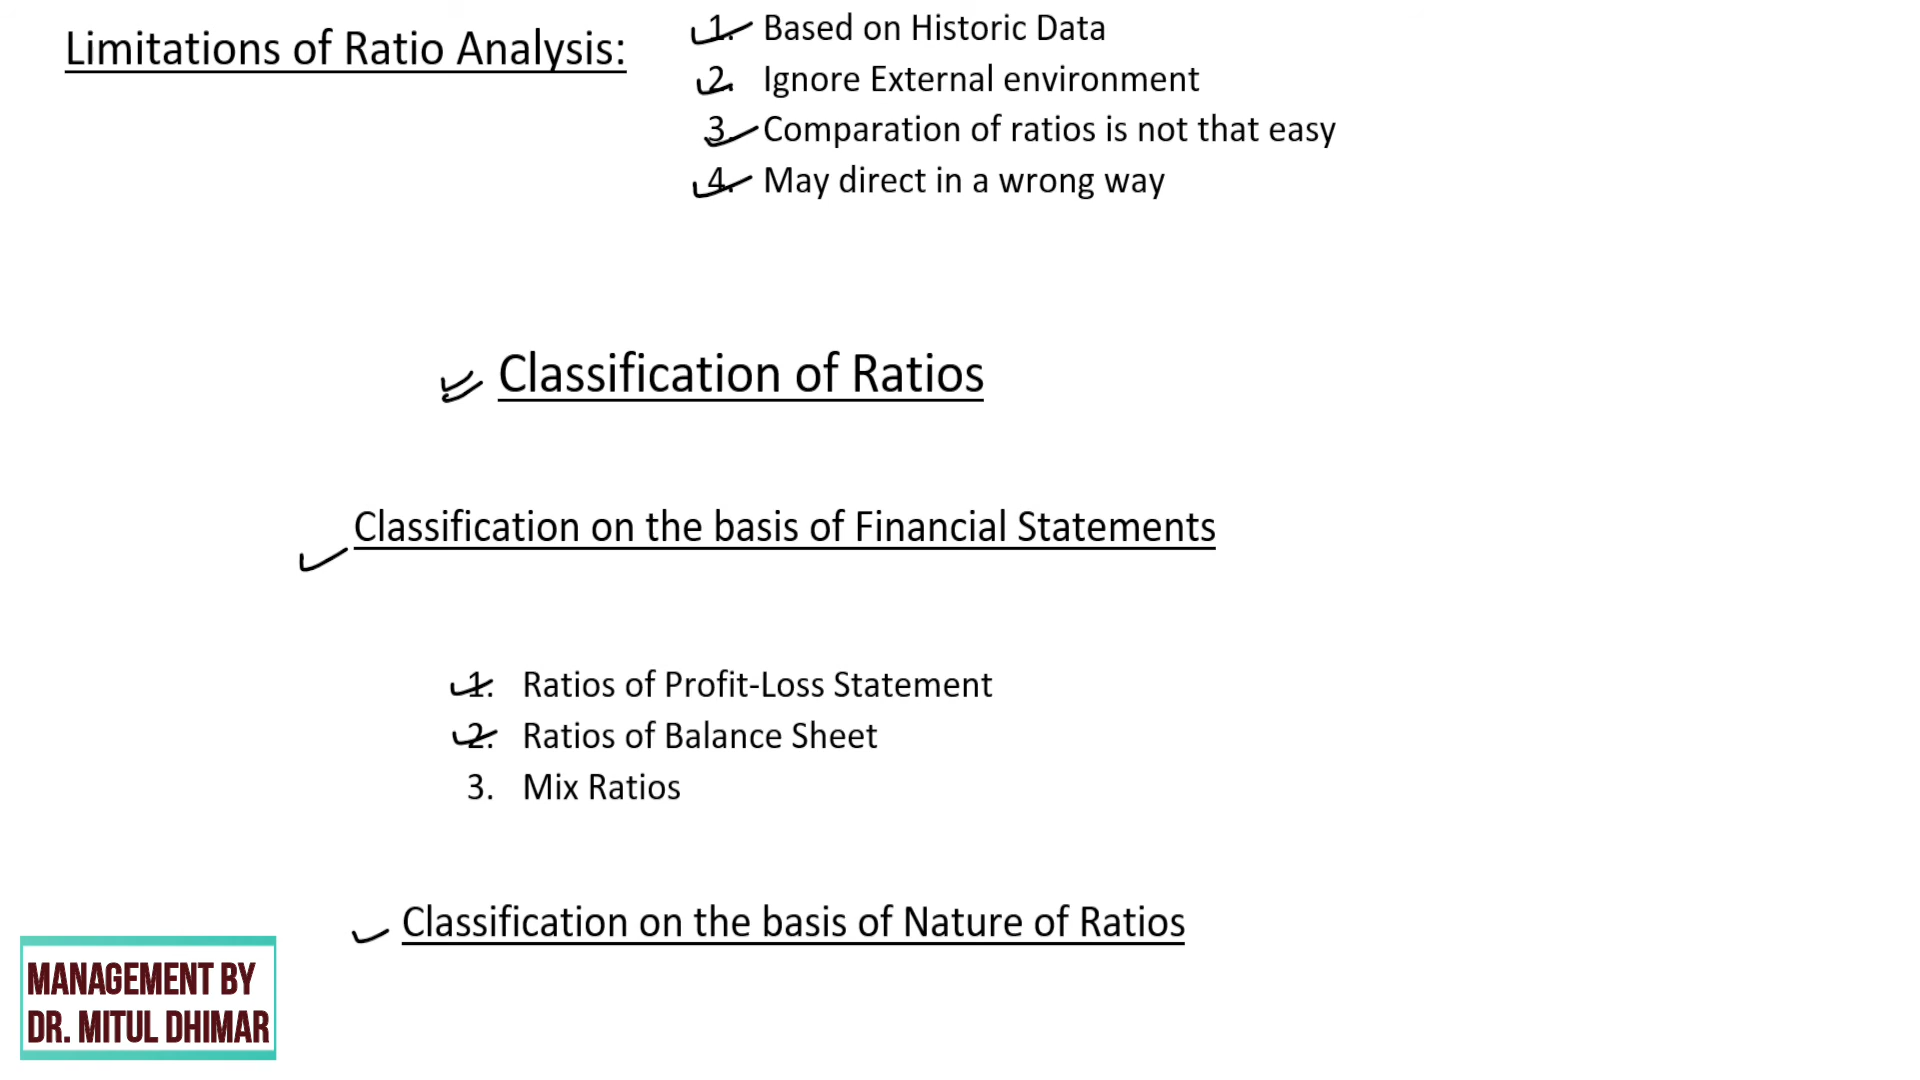 Limitations of Ratio Analysis:
1. Based on Historic Data
2. Ignore External environment
3. Comparation of ratios is not that easy
4. May direct in a wrong way
Classification of Ratios
Classification on the basis of Financial Statements
1. Ratios of Profit-Loss Statement
2. Ratios of Balance Sheet
3. Mix Ratios
Classification on the basis of Nature of Ratios
MANAGEMENT BY
DR. MITUL DHIMAR